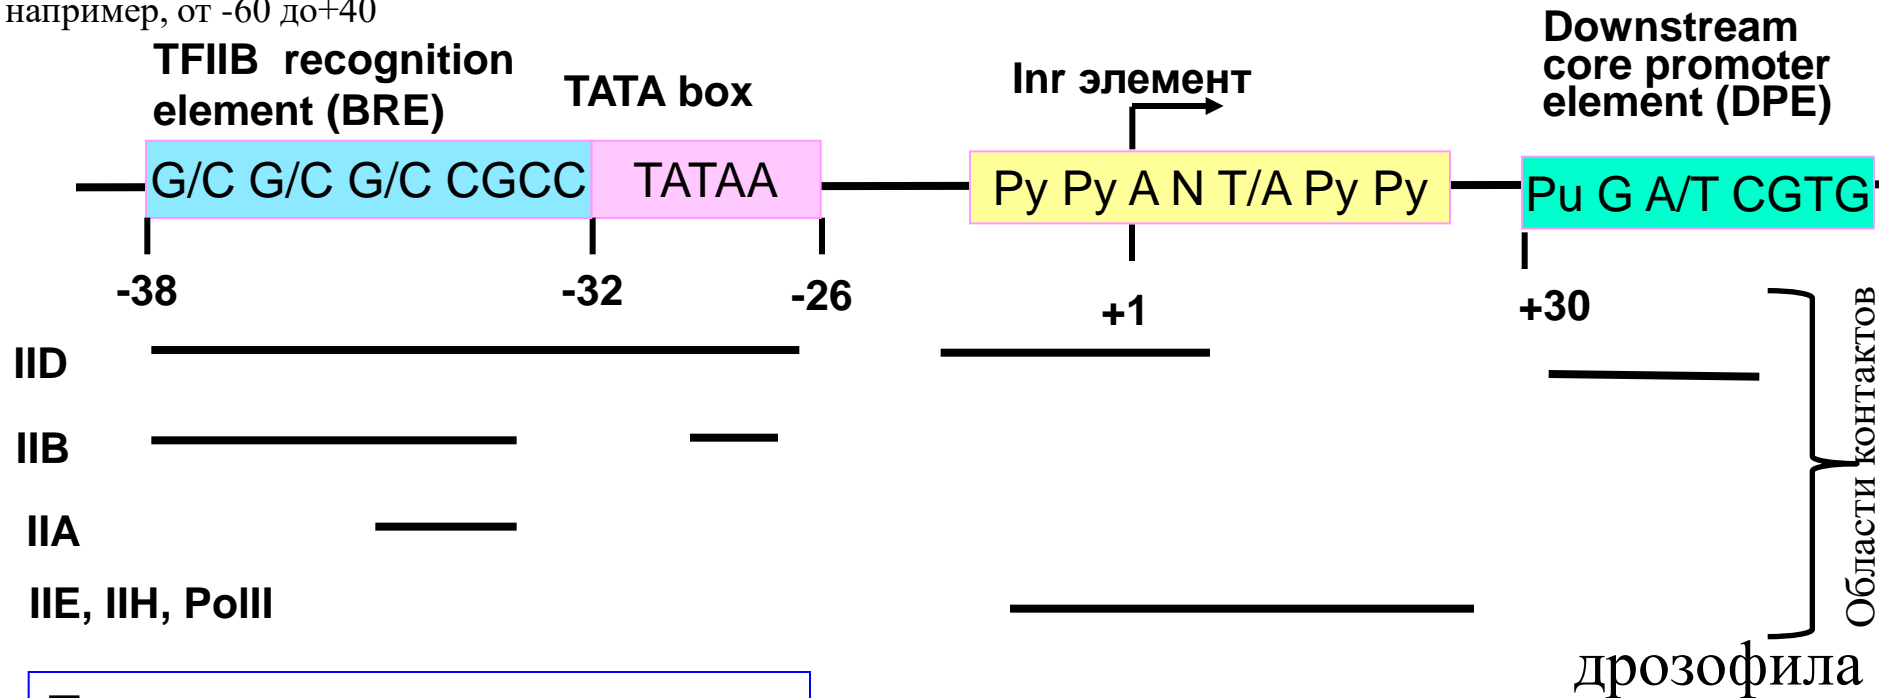 например, от -60 до+40
TFIIB recognition
element (BRE)
TATA box
Inr элемент
Downstream
core promoter
element (DPE)
G/C G/C G/C CGCC
TATAA
Py Py A N T/A Py Py
Pu G A/T CGTG
-38
-32
-26
+1
+30
IID
IIB
IIA
IIE, IIH, PolII
Области контактов
дрозофила